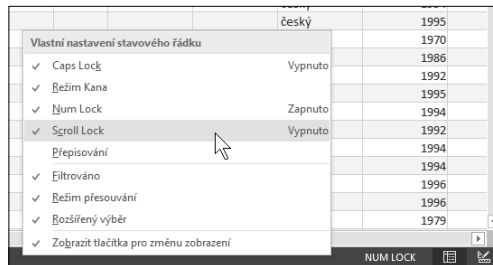 český 1995
Vlastní nastavení stavového řádku
1970
1986
Caps Lock Vypnuto
1992
Režim Kana
1995
Num Lock Zapnuto
1994
Scroll Lock Vypnuto
1992
Přepisování
1994
1994
Filtrováno
1996
Režim přesouvání
1996
Rozšířený výběr
1979
Zobrazit tlačítka pro změnu zobrazení
NUM LOCK